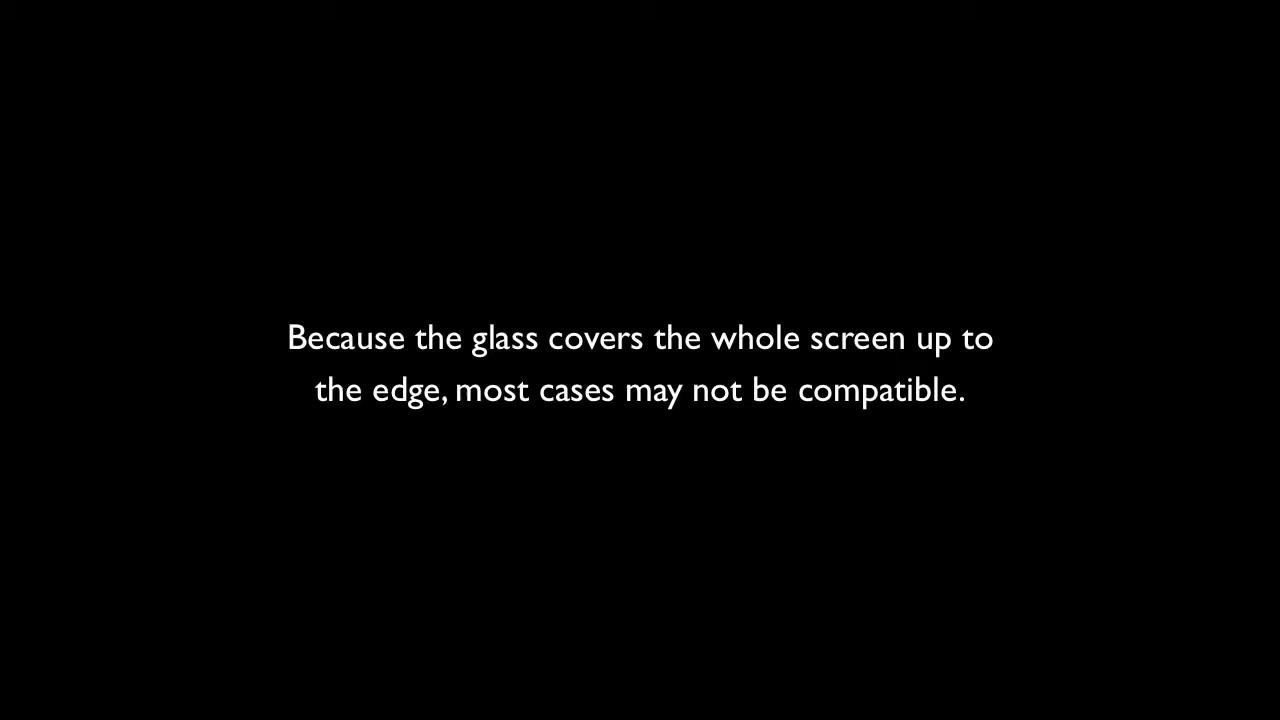 Because the glass covers the whole screen up to
the edge, most cases may not be compatible.